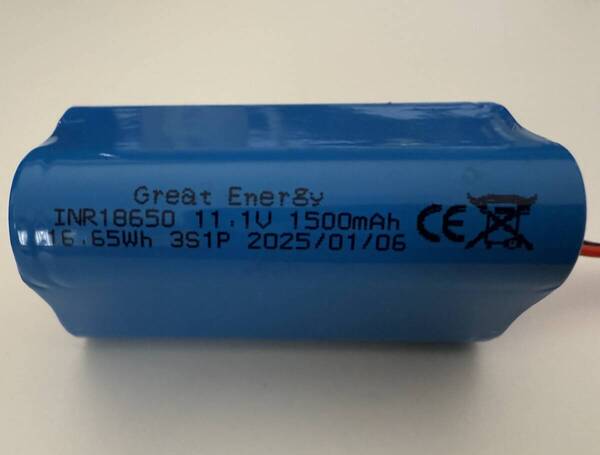 Great Energy
INR18650 11.1V 1500mAh
16.65Wh 3S1P 2025/01/06
CE